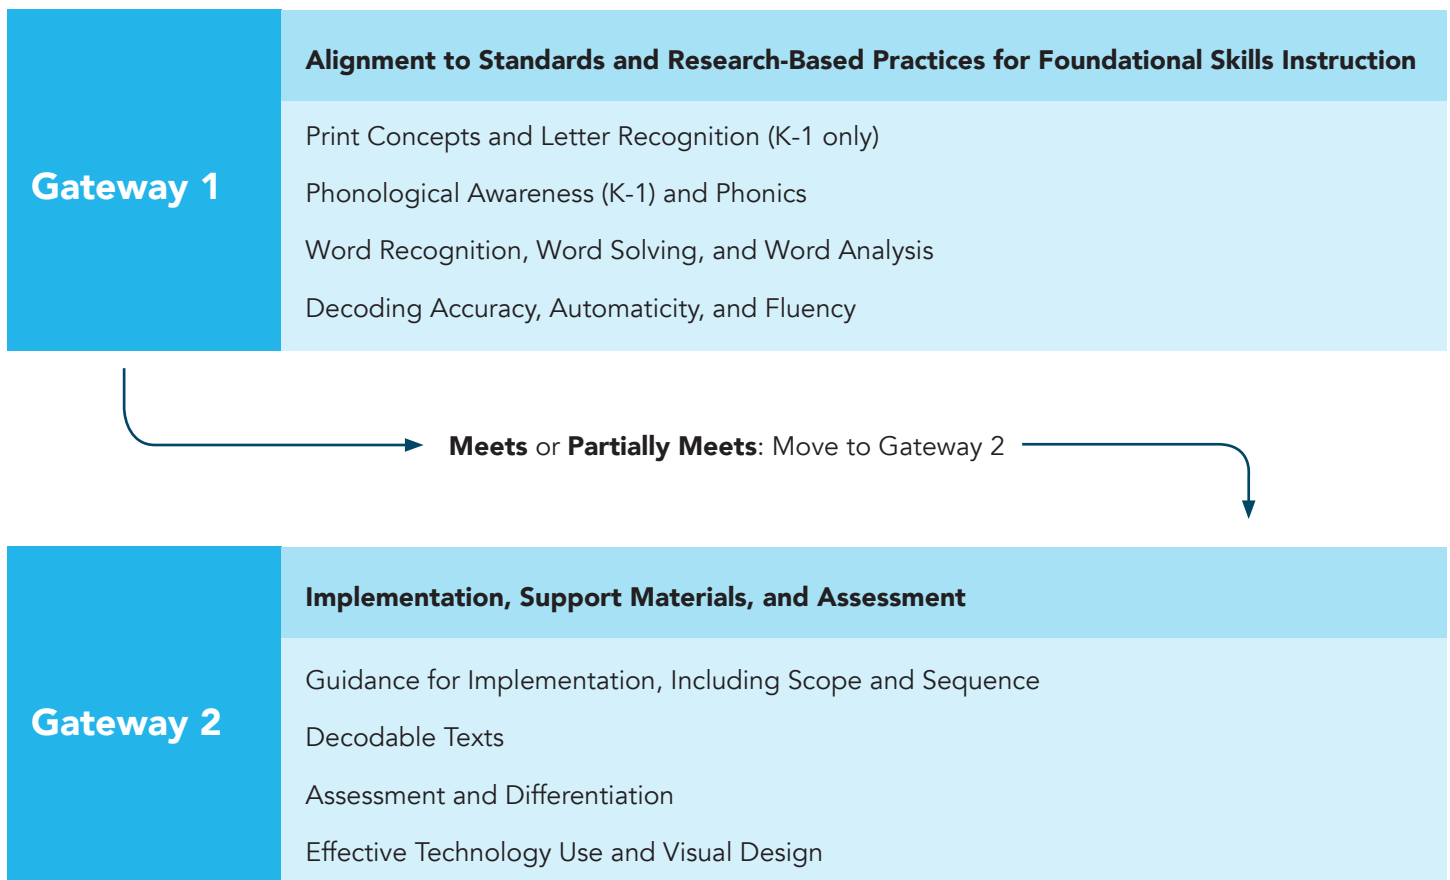 Gateway 1
Alignment to Standards and Research-Based Practices for Foundational Skills Instruction
Print Concepts and Letter Recognition (K-1 only)
Phonological Awareness (K-1) and Phonics
Word Recognition, Word Solving, and Word Analysis
Decoding Accuracy, Automaticity, and Fluency
Meets or Partially Meets: Move to Gateway 2
Gateway 2
Implementation, Support Materials, and Assessment
Guidance for Implementation, Including Scope and Sequence
Decodable Texts
Assessment and Differentiation
Effective Technology Use and Visual Design